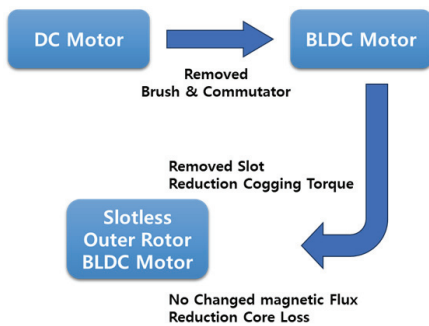 DC Motor
BLDC Motor
Removed
Brush & Commutator
Removed Slot
Reduction Cogging Torque
Slotless
Outer Rotor
BLDC Motor
No Changed magnetic Flux
Reduction Core Loss